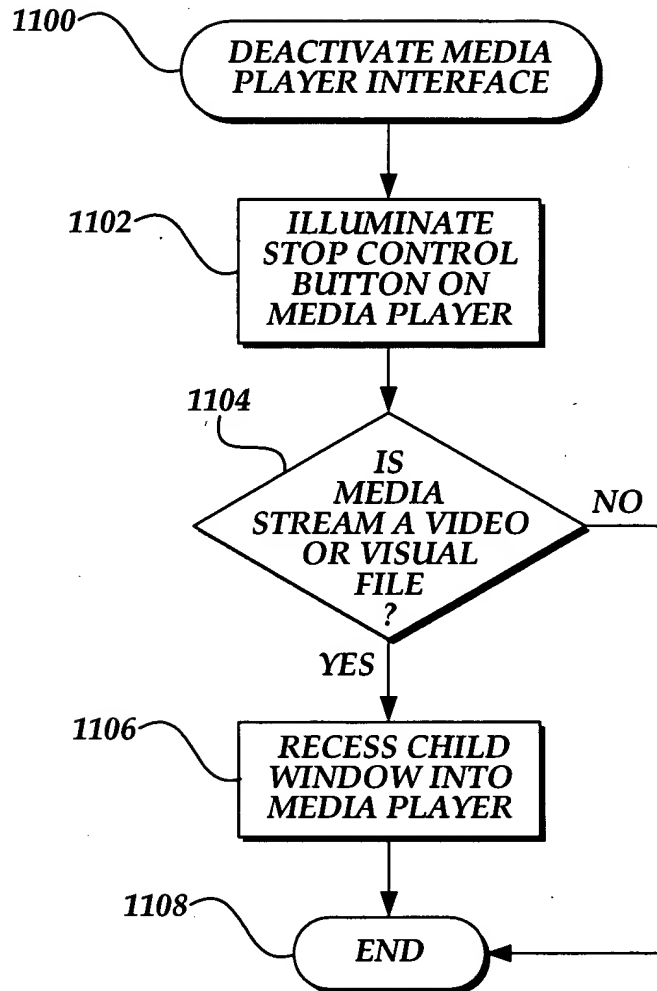 1100
DEACTIVATE MEDIA
PLAYER INTERFACE
1102
ILLUMINATE
STOP CONTROL
BUTTON ON
MEDIA PLAYER
1104
IS
MEDIA
STREAM A VIDEO
OR VISUAL
FILE
?
NO
YES
1106
RECESS CHILD
WINDOW INTO
MEDIA PLAYER
1108
END